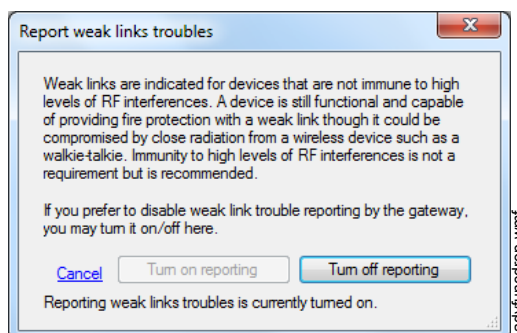 Report weak links troubles
Weak links are indicated for devices that are not immune to high
levels of RF interferences. A device is still functional and capable
of providing fire protection with a weak link though it could be
compromised by close radiation from a wireless device such as a
walkie-talkie. Immunity to high levels of RF interferences is not a
requirement but is recommended.
If you prefer to disable weak link trouble reporting by the gateway,
you may turn it on/off here.
Cancel Turn on reporting Turn off reporting
Reporting weak links troubles is currently turned on.